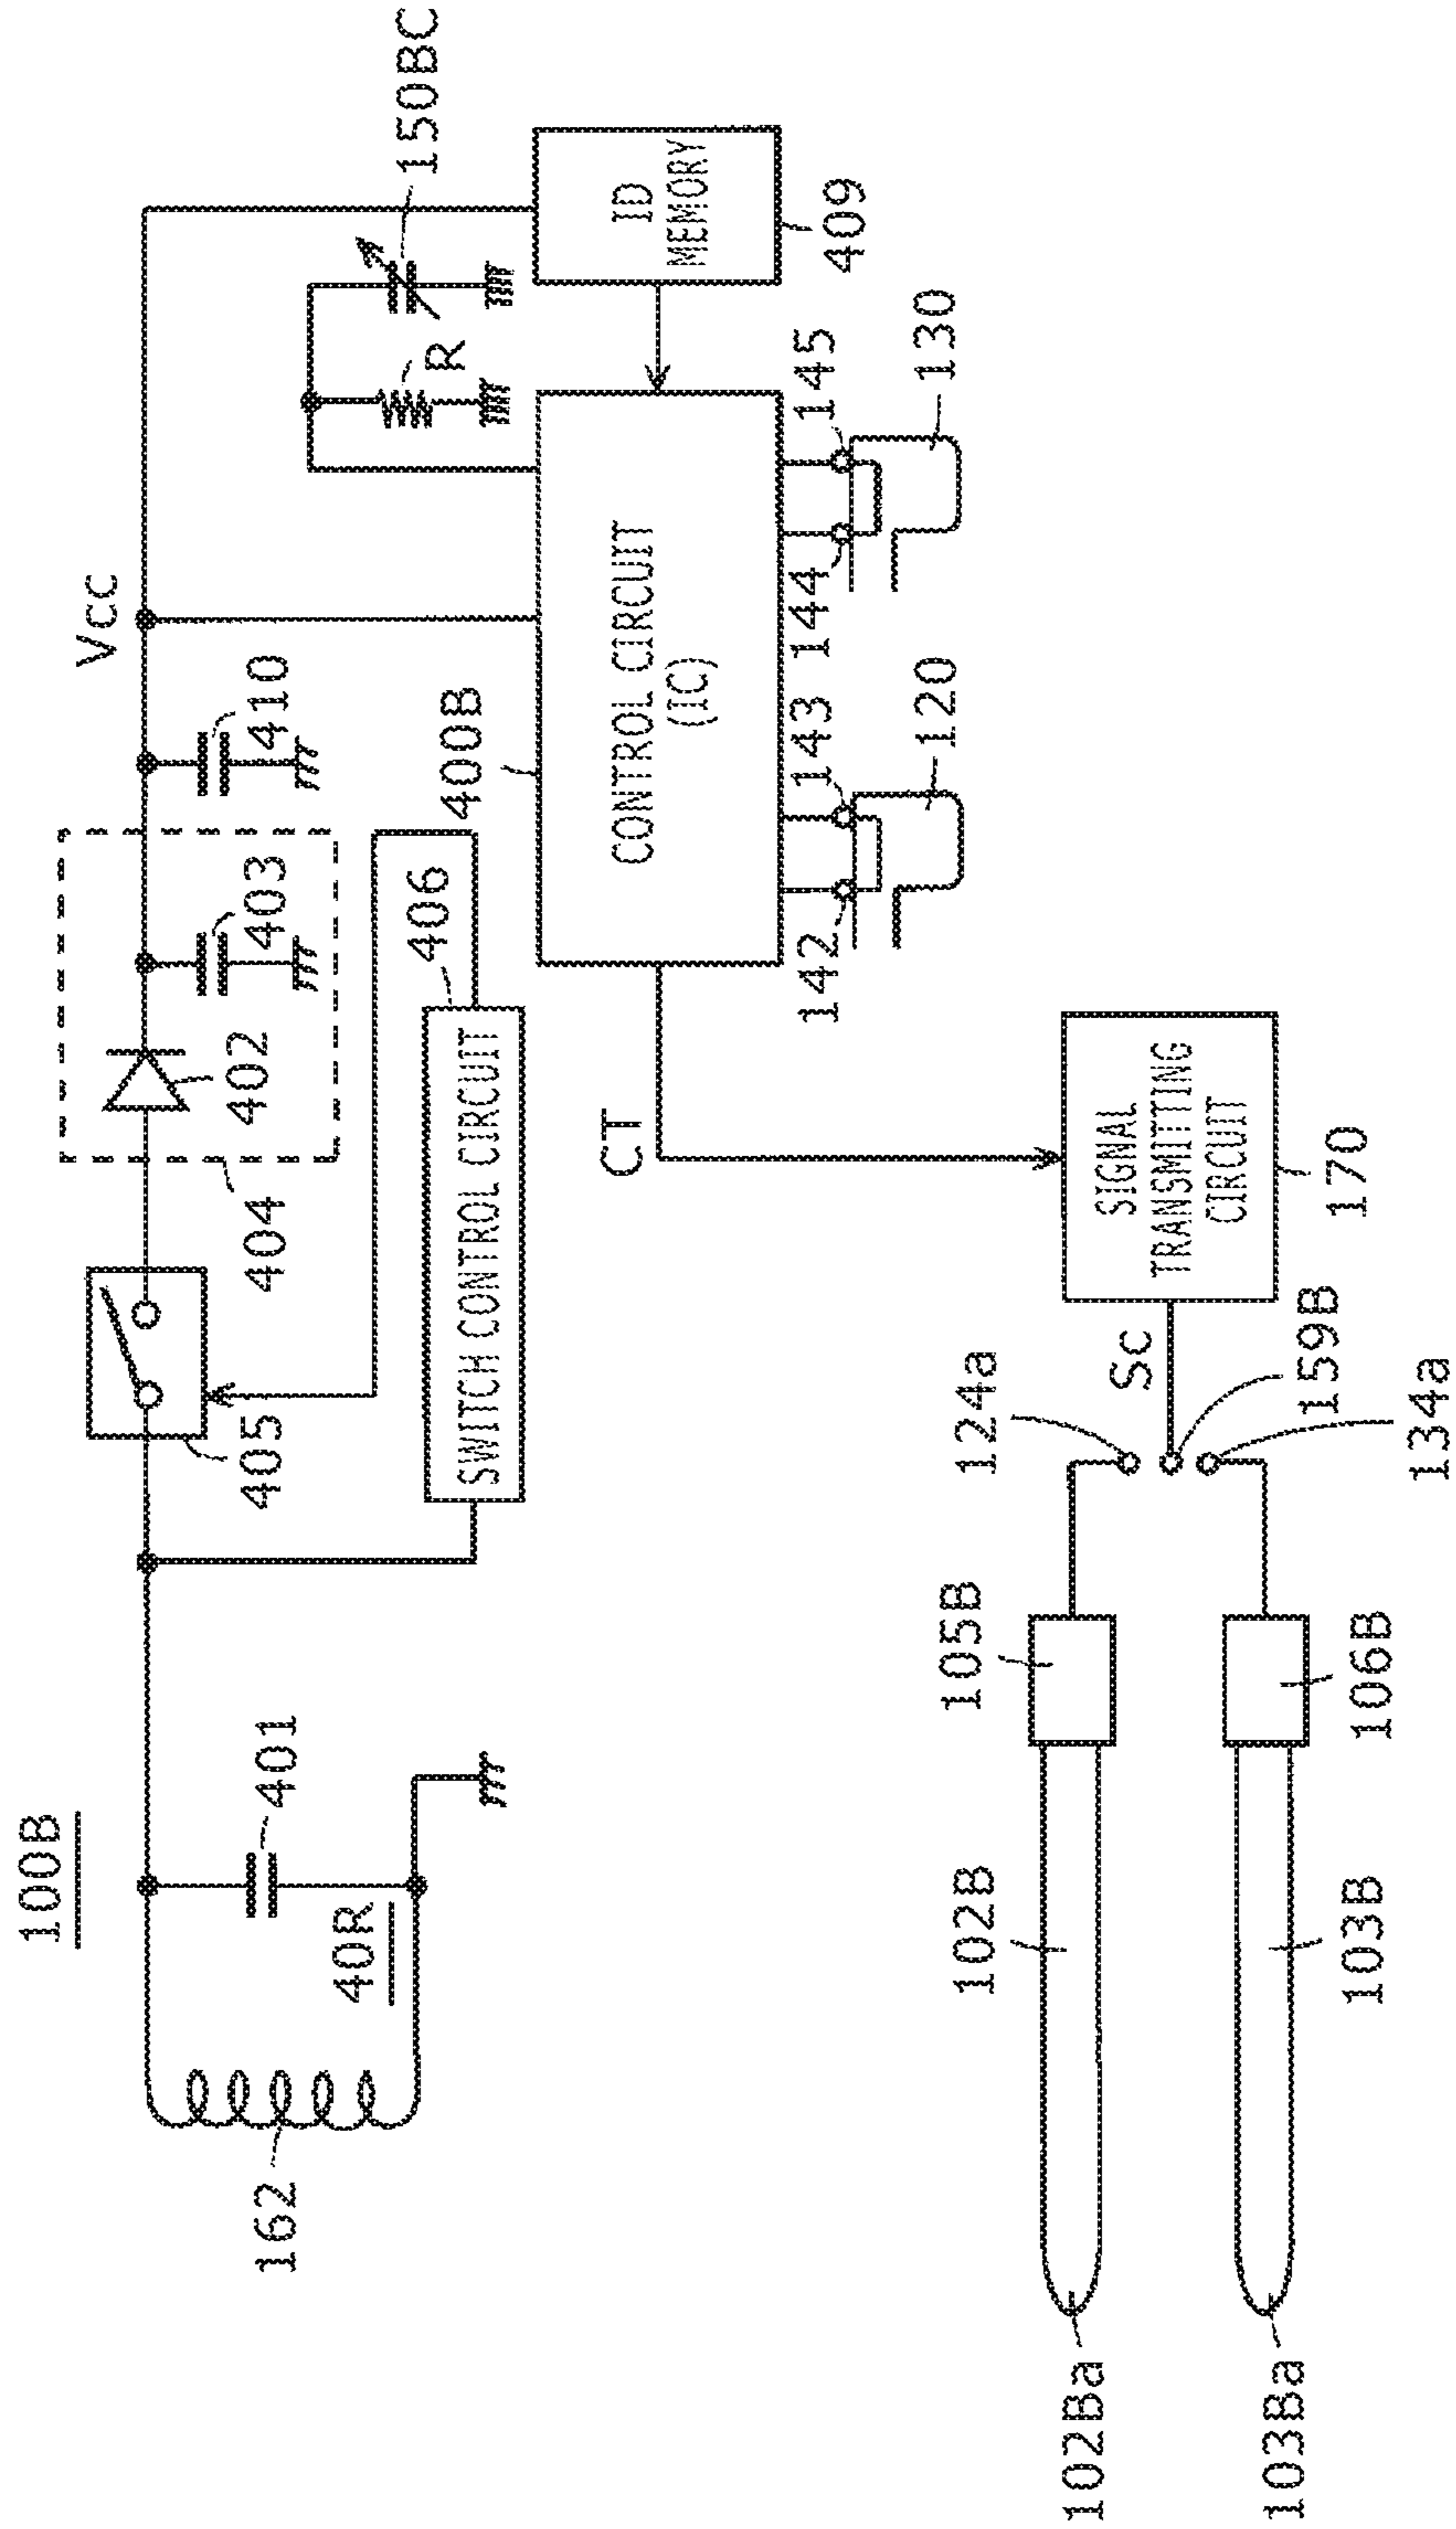 100B
162
401
40R
405
404
402
403
410
Vcc
406
SWITCH CONTROL CIRCUIT
400B
CONTROL CIRCUIT
(IC)
R
150BC
ID
MEMORY
409
142
143
120
144
145
130
CT
SIGNAL
TRANSMITTING
CIRCUIT
170
Sc
124a
159B
134a
105B
102B
102Ba
106B
103B
103Ba